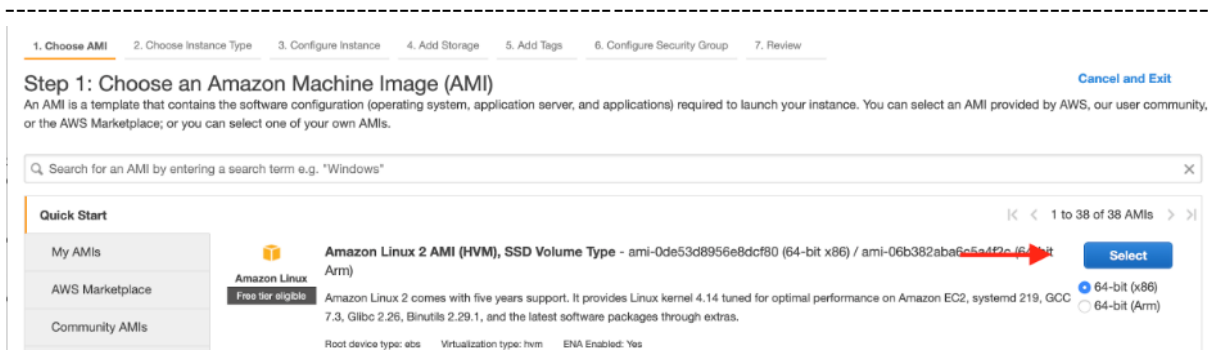 1. Choose AMI 2. Choose Instance Type 3. Configure Instance 4. Add Storage 5. Add Tags 6. Configure Security Group 7. Review
Step 1: Choose an Amazon Machine Image (AMI)
Cancel and Exit
An AMI is a template that contains the software configuration (operating system, application server, and applications) required to launch your instance. You can select an AMI provided by AWS, our user community,
or the AWS Marketplace; or you can select one of your own AMIs.
Search for an AMI by entering a search term e.g. "Windows"
Quick Start
1 to 38 of 38 AMIs
My AMIs
AWS Marketplace
Community AMIs
Amazon Linux
Free tier eligible
Amazon Linux 2 AMI (HVM), SSD Volume Type - ami-0de53d8956e8dcf80 (64-bit x86) / (64-bit
Arm)
Amazon Linux 2 comes with five years support. It provides Linux kernel 4.14 tuned for optimal performance on Amazon EC2, systemd 219, GCC
7.3, Glibc 2.26, Binutils 2.29.1, and the latest software packages through extras.
Root device type: ebs Virtualization type: hvm ENA Enabled: Yes
Select
64-bit (x86)
64-bit (Arm)